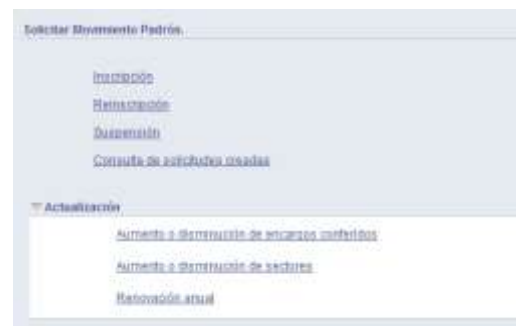 Solicitar Movimiento Padrón.
Inscripción
Reinscripción
Suspensión
Consulta de solicitudes creadas
Actualización
Aumento o disminución de encargos conferidos
Aumento o disminución de sectores
Renovación anual